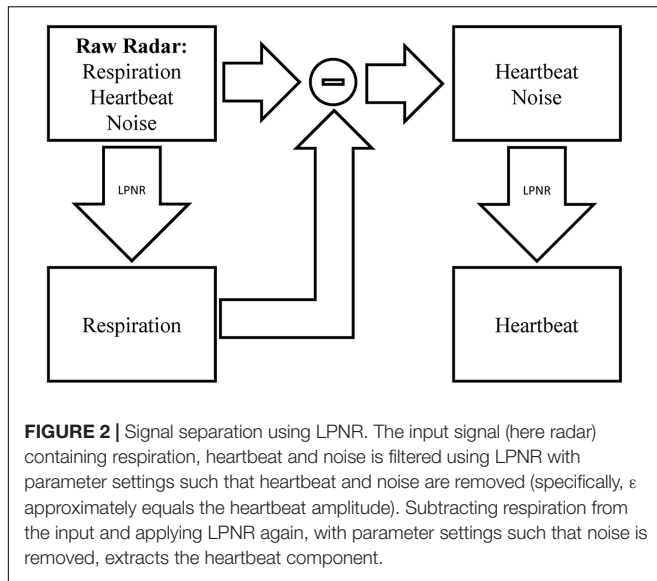 Raw Radar:
Respiration
Heartbeat
Noise
Heartbeat
Noise
LPNR
LPNR
Respiration
Heartbeat
FIGURE 2 | Signal separation using LPNR. The input signal (here radar)
containing respiration, heartbeat and noise is filtered using LPNR with
parameter settings such that heartbeat and noise are removed (specifically, ε
approximately equals the heartbeat amplitude). Subtracting respiration from
the input and applying LPNR again, with parameter settings such that noise is
removed, extracts the heartbeat component.